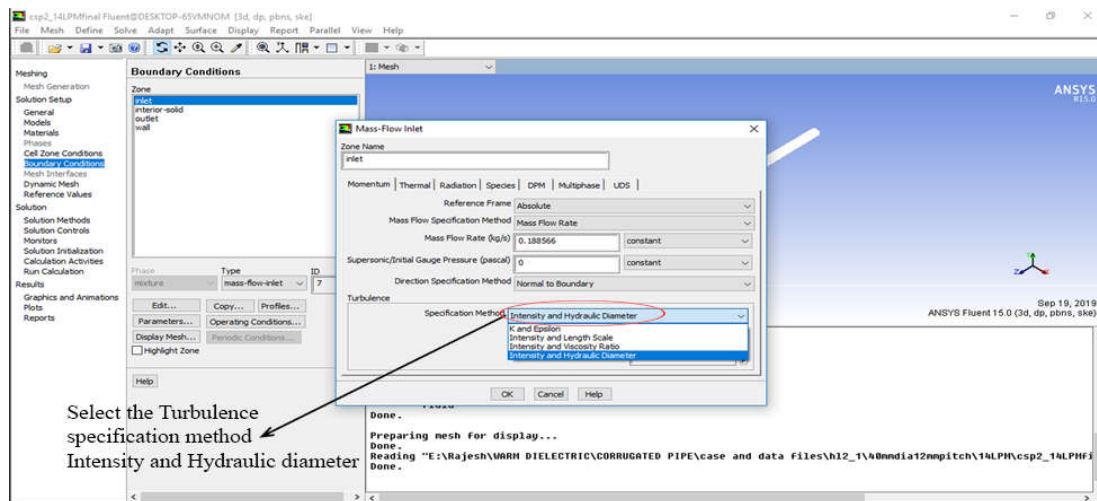 csp2_14LPMfinal Fluent@DESKTOP-65VMNOM [3d, dp, pbns, ske]
File Mesh Define Solve Adapt Surface Display Report Parallel View Help
1: Mesh
Meshing
Mesh Generation
Solution Setup
General
Models
Materials
Phases
Cell Zone Conditions
Boundary Conditions
Mesh Interfaces
Dynamic Mesh
Reference Values
Solution
Solution Methods
Solution Controls
Monitors
Solution Initialization
Calculation Activities
Run Calculation
Results
Graphics and Animations
Plots
Reports
Boundary Conditions
Zone
inlet
interior-solid
outlet
wall
Phase
Type
ID
mixture
mass-flow-inlet
7
Edit...
Copy...
Profiles...
Parameters...
Operating Conditions...
Display Mesh...
Periodic Conditions...
Highlight Zone
Help
ANSYS
R15.0
Mass-Flow Inlet
Zone Name
inlet
Momentum Thermal Radiation Species DPM Multiphase UDS
Reference Frame Absolute
Mass Flow Specification Method Mass Flow Rate
Mass Flow Rate (kg/s) 0.188566 constant
Supersonic/Initial Gauge Pressure (pascal) 0 constant
Direction Specification Method Normal to Boundary
Turbulence
Specification Method Intensity and Hydraulic Diameter
K and Epsilon
Intensity and Length Scale
Intensity and Viscosity Ratio
Intensity and Hydraulic Diameter
OK Cancel Help
Sep 19, 2019
ANSYS Fluent 15.0 (3d, dp, pbns, ske)
Done.
Preparing mesh for display...
Done.
Reading "E:\Rajesh\WARM DIELECTRIC\CORRUGATED PIPE\case and data files\hl2_1\40mmdia12mmpitch\14LPM\csp2_14LPMfi
Done.
Select the Turbulence
specification method
Intensity and Hydraulic diameter